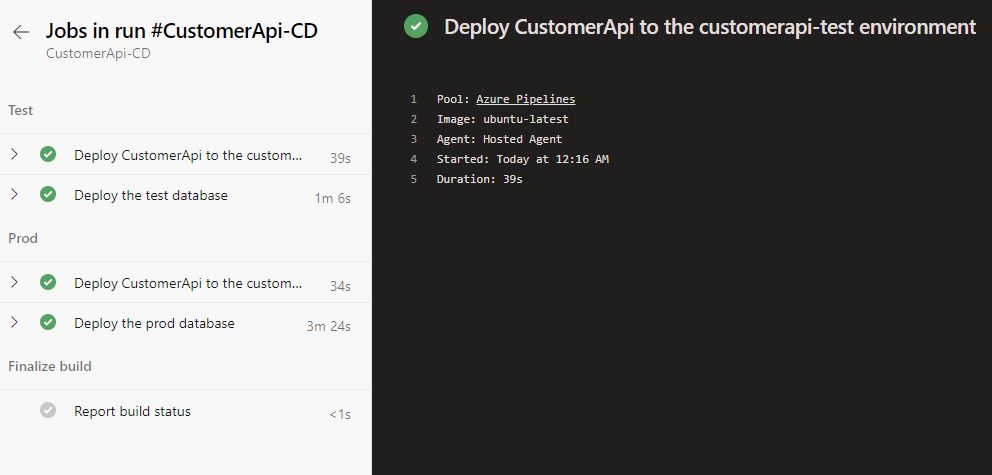 Jobs in run #CustomerApi-CD
CustomerApi-CD
Test
Deploy CustomerApi to the custom... 39s
Deploy the test database 1m 6s
Prod
Deploy CustomerApi to the custom... 34s
Deploy the prod database 3m 24s
Finalize build
Report build status <1s
Deploy CustomerApi to the customerapi-test environment
1 Pool: Azure Pipelines
2 Image: ubuntu-latest
3 Agent: Hosted Agent
4 Started: Today at 12:16 AM
5 Duration: 39s